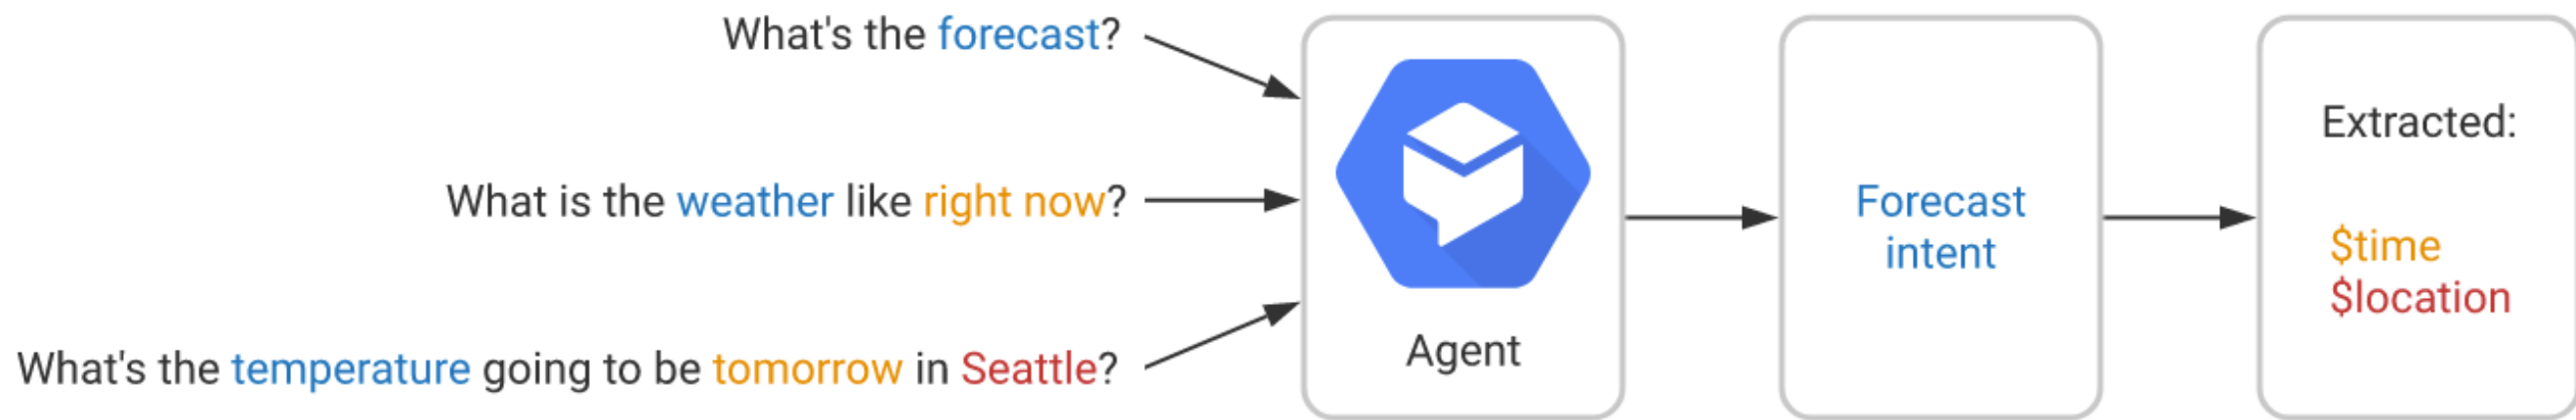 What's the forecast?
What is the weather like right now?
What's the temperature going to be tomorrow in Seattle?
Agent
Forecast
intent
Extracted:
$time
$location